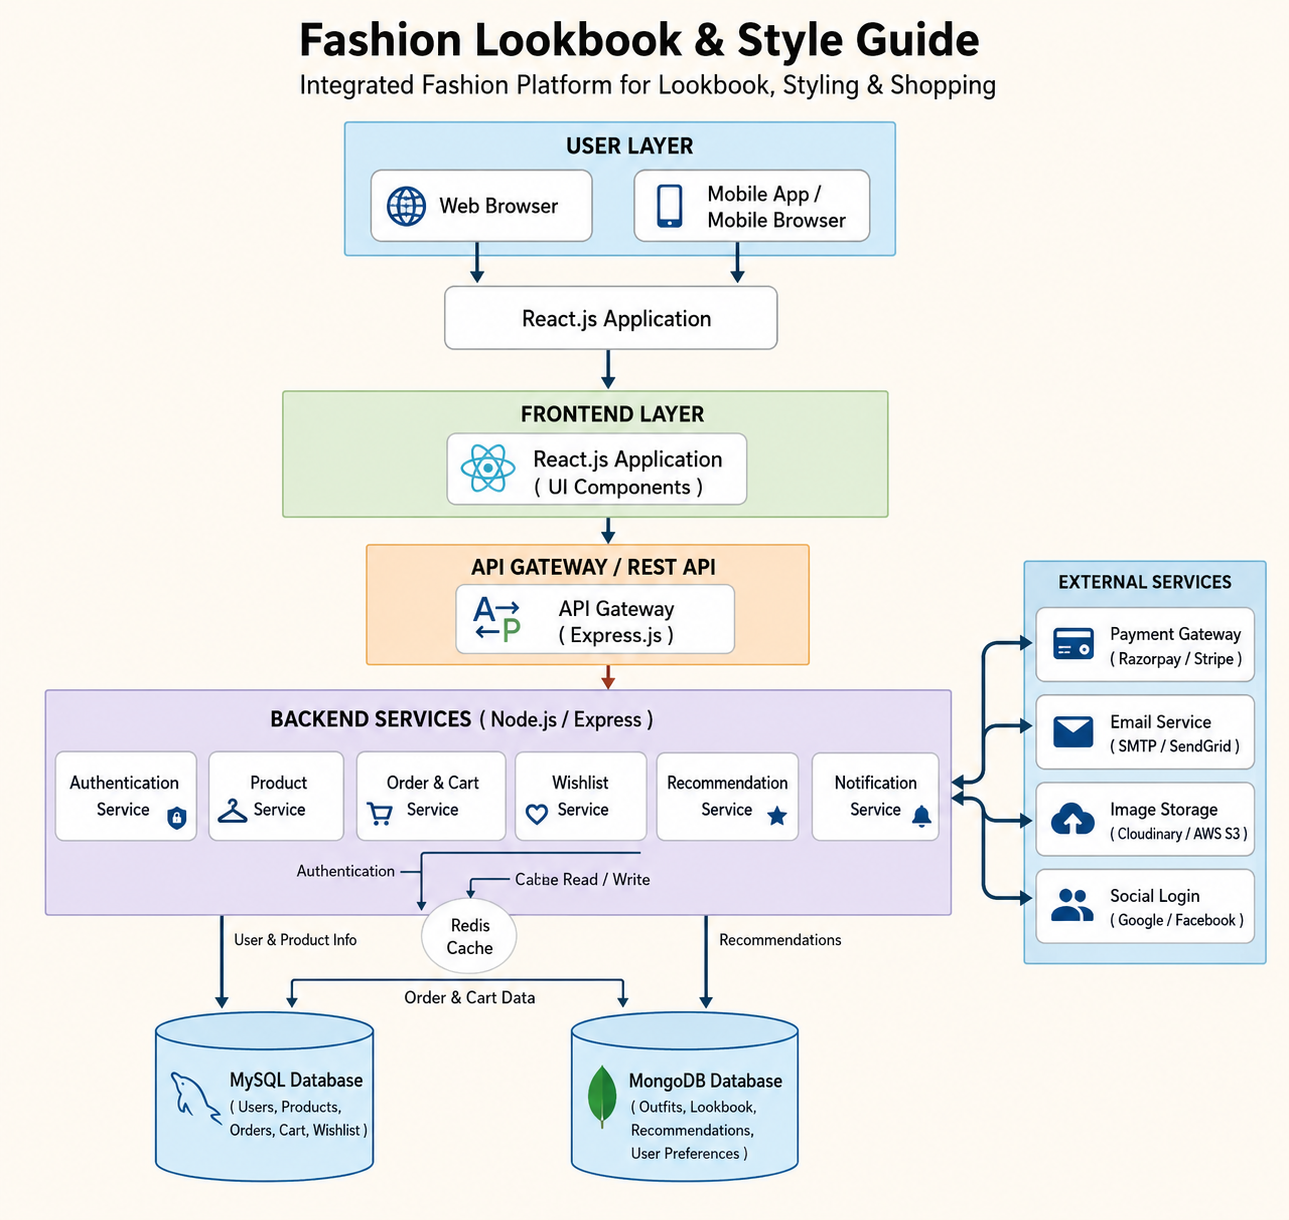 Fashion Lookbook & Style Guide
Integrated Fashion Platform for Lookbook, Styling & Shopping
USER LAYER
Web Browser
Mobile App /
Mobile Browser
React.js Application
FRONTEND LAYER
React.js Application
( UI Components )
API GATEWAY / REST API
A
P
API Gateway
( Express.js )
EXTERNAL SERVICES
Payment Gateway
( Razorpay / Stripe )
Email Service
( SMTP / SendGrid )
Image Storage
( Cloudinary / AWS S3 )
Social Login
( Google / Facebook )
BACKEND SERVICES ( Node.js / Express )
Authentication
Service
Product
Service
Order & Cart
Service
Wishlist
Service
Recommendation
Service
Notification
Service
Authentication
Read / Write
Redis
Cache
User & Product Info
Recommendations
Order & Cart Data
MySQL Database
( Users, Products,
Orders, Cart, Wishlist )
MongoDB Database
( Outfits, Lookbook,
Recommendations,
User Preferences )